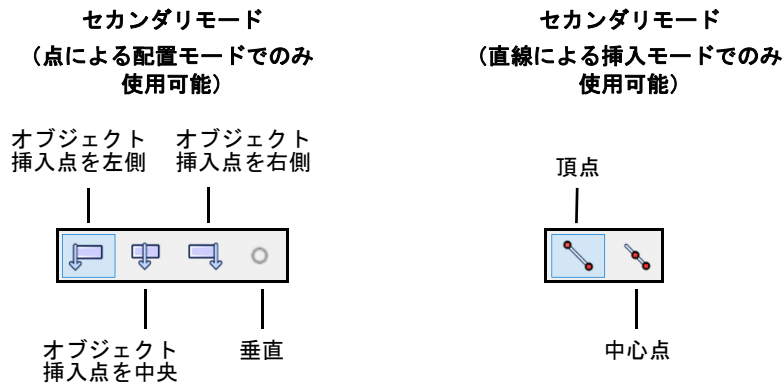 セカンダリモード
（点による配置モードでのみ
使用可能）
オブジェクト
挿入点を左側
オブジェクト
挿入点を右側
オブジェクト
挿入点を中央
垂直
セカンダリモード
（直線による挿入モードでのみ
使用可能）
頂点
中心点